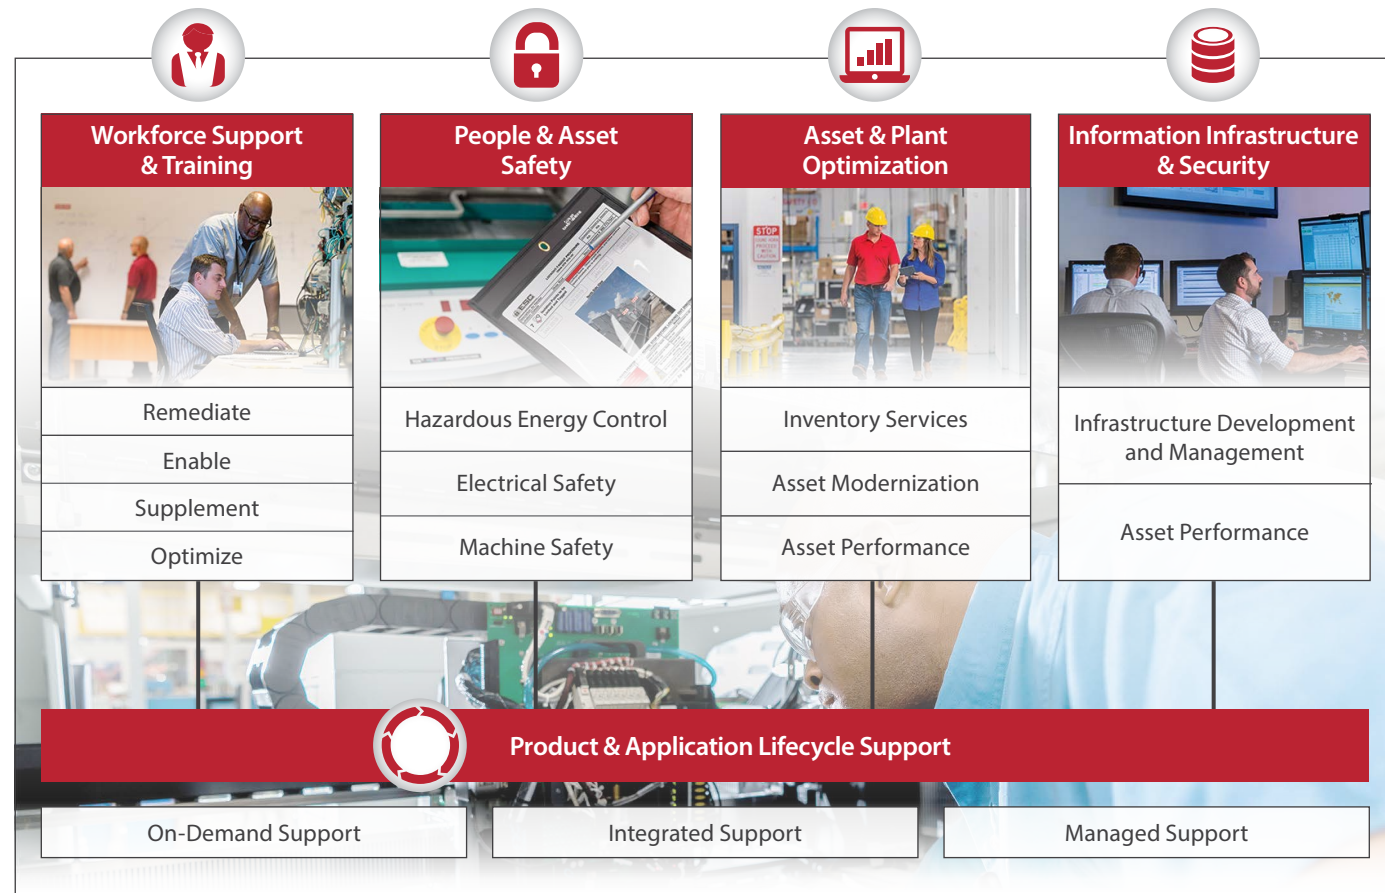 Workforce Support
& Training
People & Asset
Safety
Asset & Plant
Optimization
Information Infrastructure
& Security
STOP
Remediate
Enable
Supplement
Optimize
Hazardous Energy Control
Electrical Safety
Machine Safety
Inventory Services
Asset Modernization
Asset Performance
Infrastructure Development
and Management
Asset Performance
Product & Application Lifecycle Support
On-Demand Support
Integrated Support
Managed Support